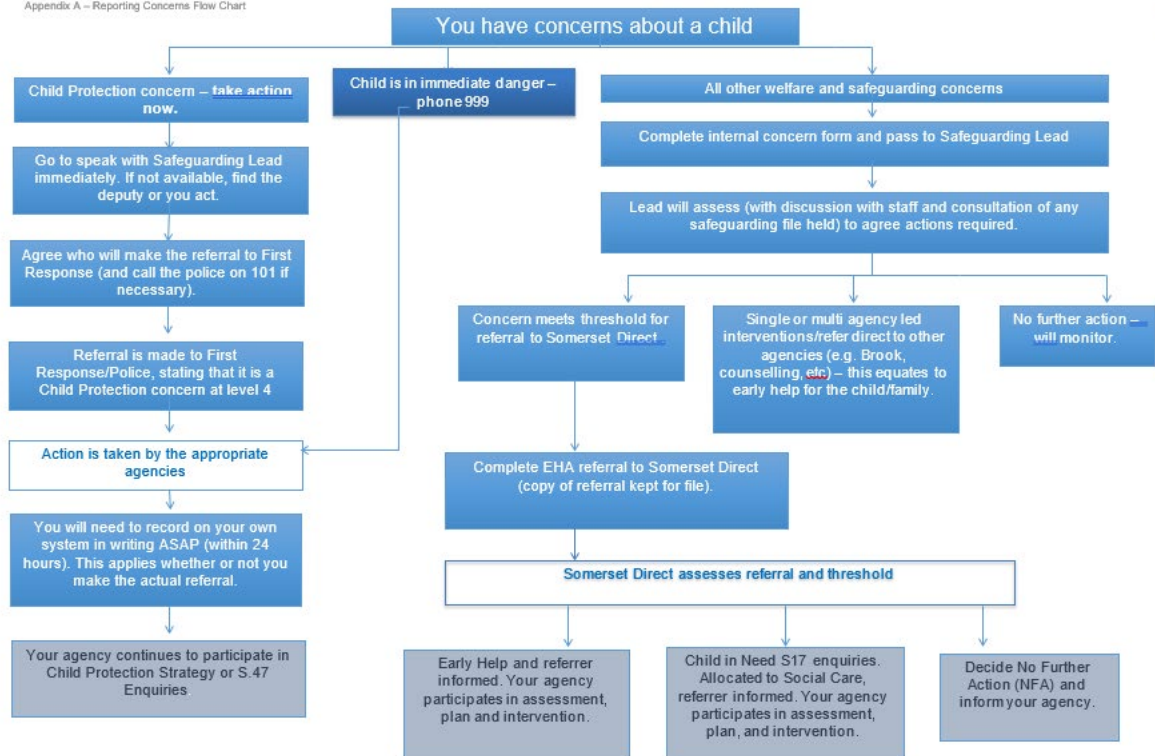 Appendix A – Reporting Concerns Flow Chart
You have concerns about a child
Child Protection concern – take action
now.
Child is in immediate danger –
phone 999
All other welfare and safeguarding concerns
Go to speak with Safeguarding Lead
immediately. If not available, find the
deputy or you act.
Complete internal concern form and pass to Safeguarding Lead
Lead will assess (with discussion with staff and consultation of any
safeguarding file held) to agree actions required.
Agree who will make the referral to First
Response (and call the police on 101 if
necessary).
Concern meets threshold for
referral to Somerset Direct.
Single or multi agency led
interventions/refer direct to other
agencies (e.g. Brook,
counselling, etc) – this equates to
early help for the child/family.
No further action –
will monitor.
Referral is made to First
Response/Police, stating that it is a
Child Protection concern at level 4
Action is taken by the appropriate
agencies
Complete EHA referral to Somerset Direct
(copy of referral kept for file).
You will need to record on your own
system in writing ASAP (within 24
hours). This applies whether or not you
make the actual referral.
Somerset Direct assesses referral and threshold
Your agency continues to participate in
Child Protection Strategy or S.47
Enquiries.
Early Help and referrer
informed. Your agency
participates in assessment,
plan and intervention.
Child in Need S17 enquiries.
Allocated to Social Care,
referrer informed. Your agency
participates in assessment,
plan, and intervention.
Decide No Further
Action (NFA) and
inform your agency.